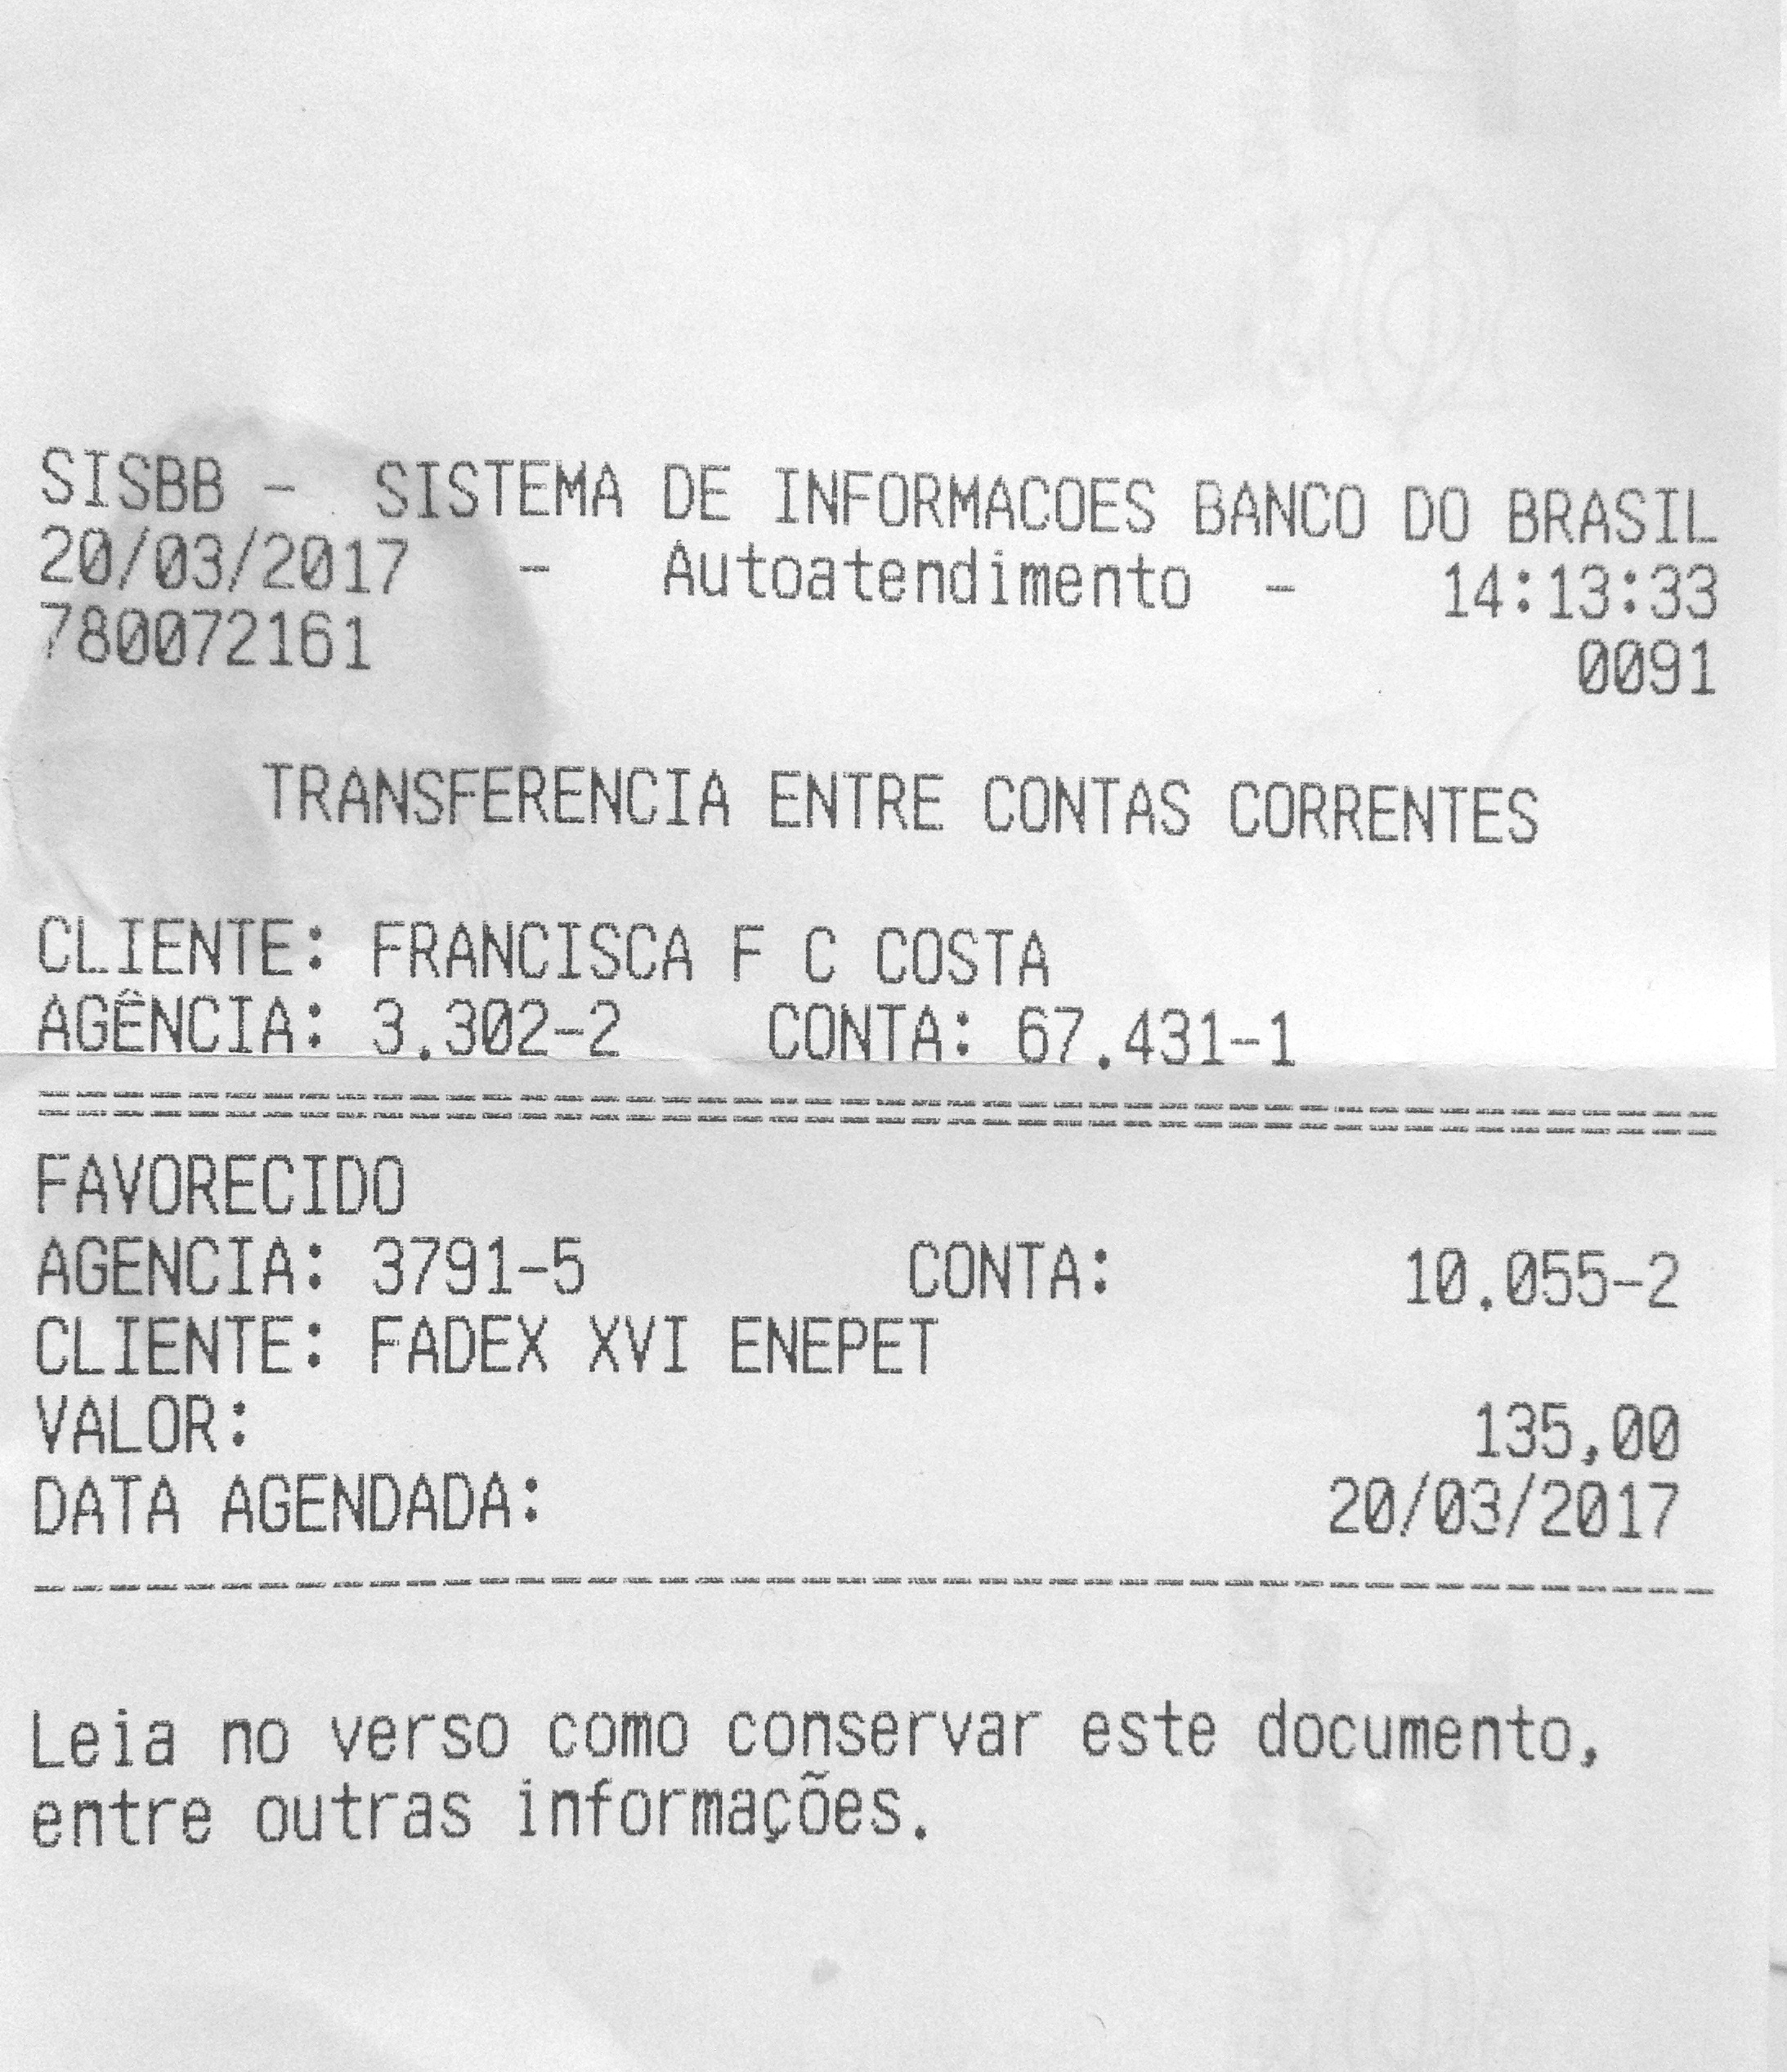 SISBB - SISTEMA DE INFORMACOES BANCO DO BRASIL
20/03/2017 - Autoatendimento - 14:13:33
780072161 0091
TRANSFERENCIA ENTRE CONTAS CORRENTES
CLIENTE: FRANCISCA F C COSTA
AGÊNCIA: 3.302-2 CONTA: 67.431-1
FAVORECIDO
AGENCIA: 3791-5 CONTA: 10.055-2
CLIENTE: FADEX XVI ENEPET
VALOR: 135,00
DATA AGENDADA: 20/03/2017
Leia no verso como conservar este documento,
entre outras informações.